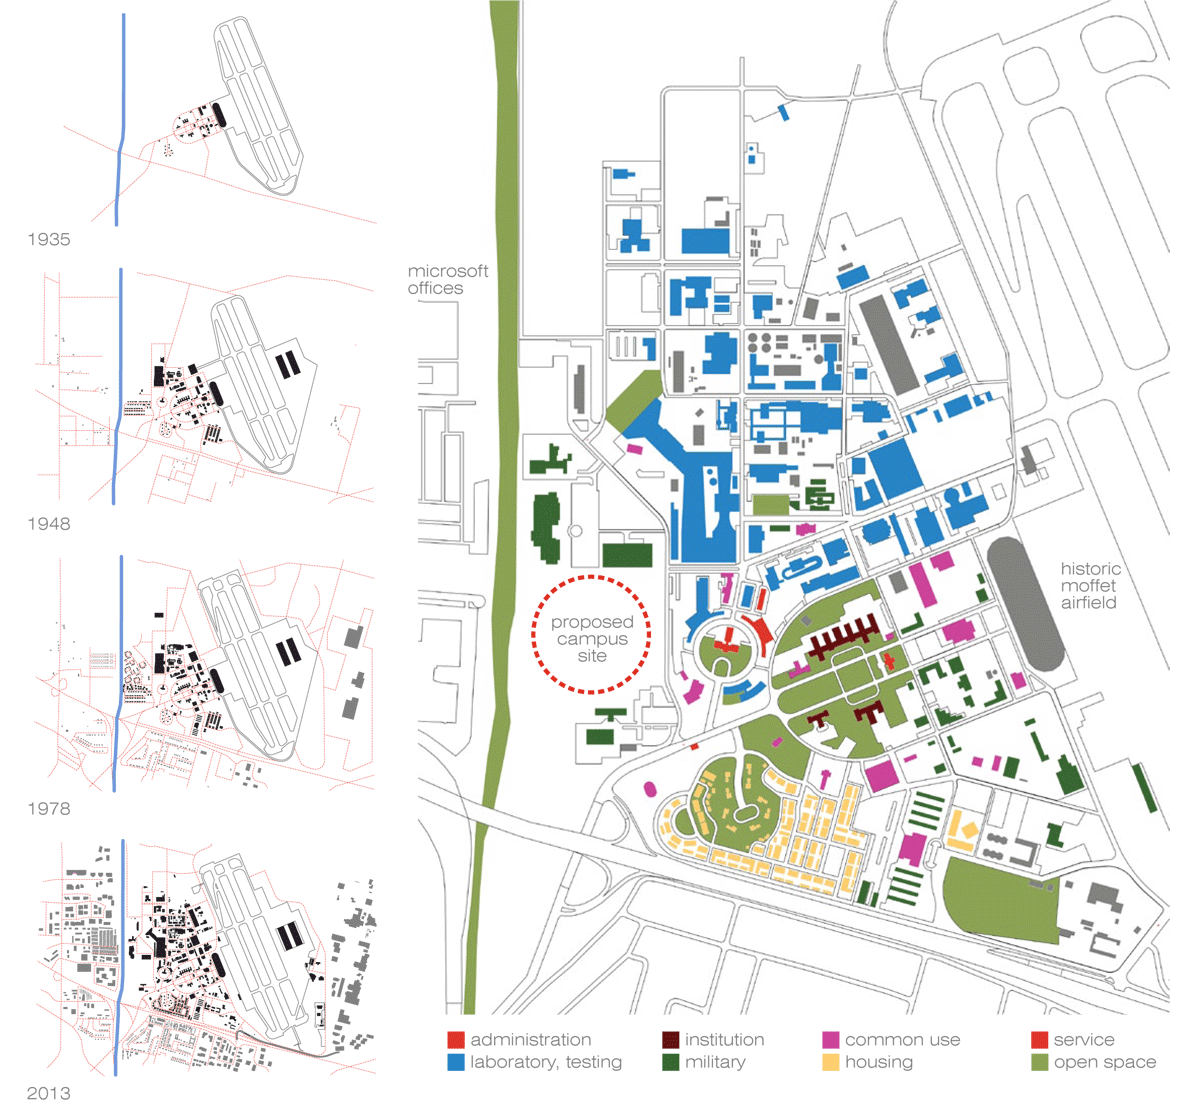 1935
1948
1978
2013
microsoft
offices
proposed
campus
site
historic
moffet
airfield
administration
laboratory, testing
institution
military
common use
housing
service
open space